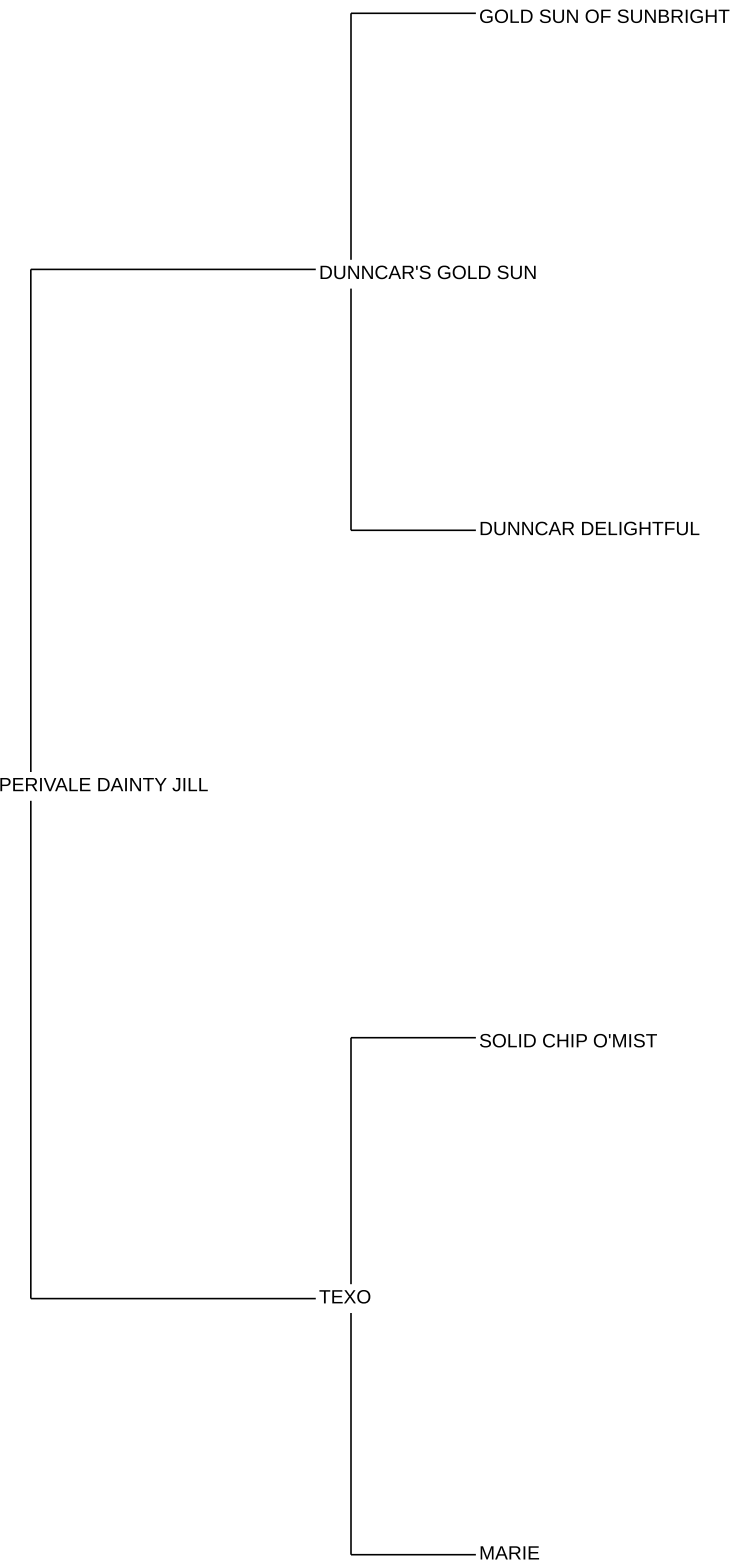 GOLD SUN OF SUNBRIGHT
DUNNCAR'S GOLD SUN
DUNNCAR DELIGHTFUL
PERIVALE DAINTY JILL
SOLID CHIP O'MIST
TEXO
MARIE